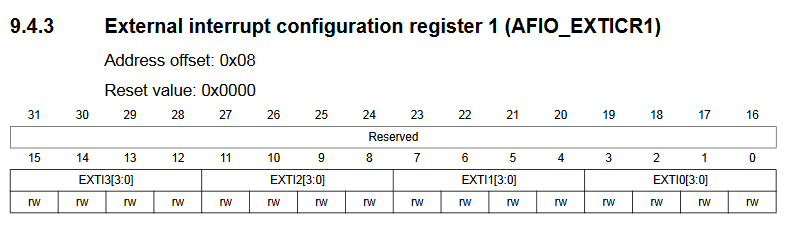 9.4.3 External interrupt configuration register 1 (AFIO_EXTICR1)
Address offset: 0x08
Reset value: 0x0000
31 30 29 28 27 26 25 24 23 22 21 20 19 18 17 16
Reserved
15 14 13 12 11 10 9 8 7 6 5 4 3 2 1 0
EXTI3[3:0] EXTI2[3:0] EXTI1[3:0] EXTI0[3:0]
rw rw rw rw rw rw rw rw rw rw rw rw rw rw rw rw